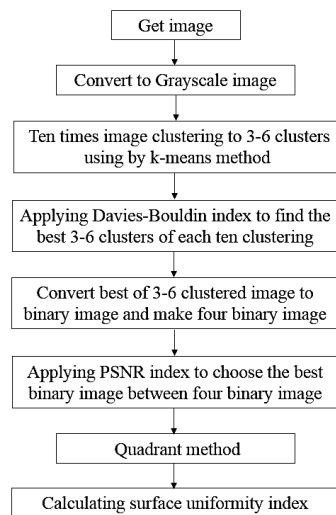 Get image
Convert to Grayscale image
Ten times image clustering to 3-6 clusters
using by k-means method
Applying Davies-Bouldin index to find the
best 3-6 clusters of each ten clustering
Convert best of 3-6 clustered image to
binary image and make four binary image
Applying PSNR index to choose the best
binary image between four binary image
Quadrant method
Calculating surface uniformity index